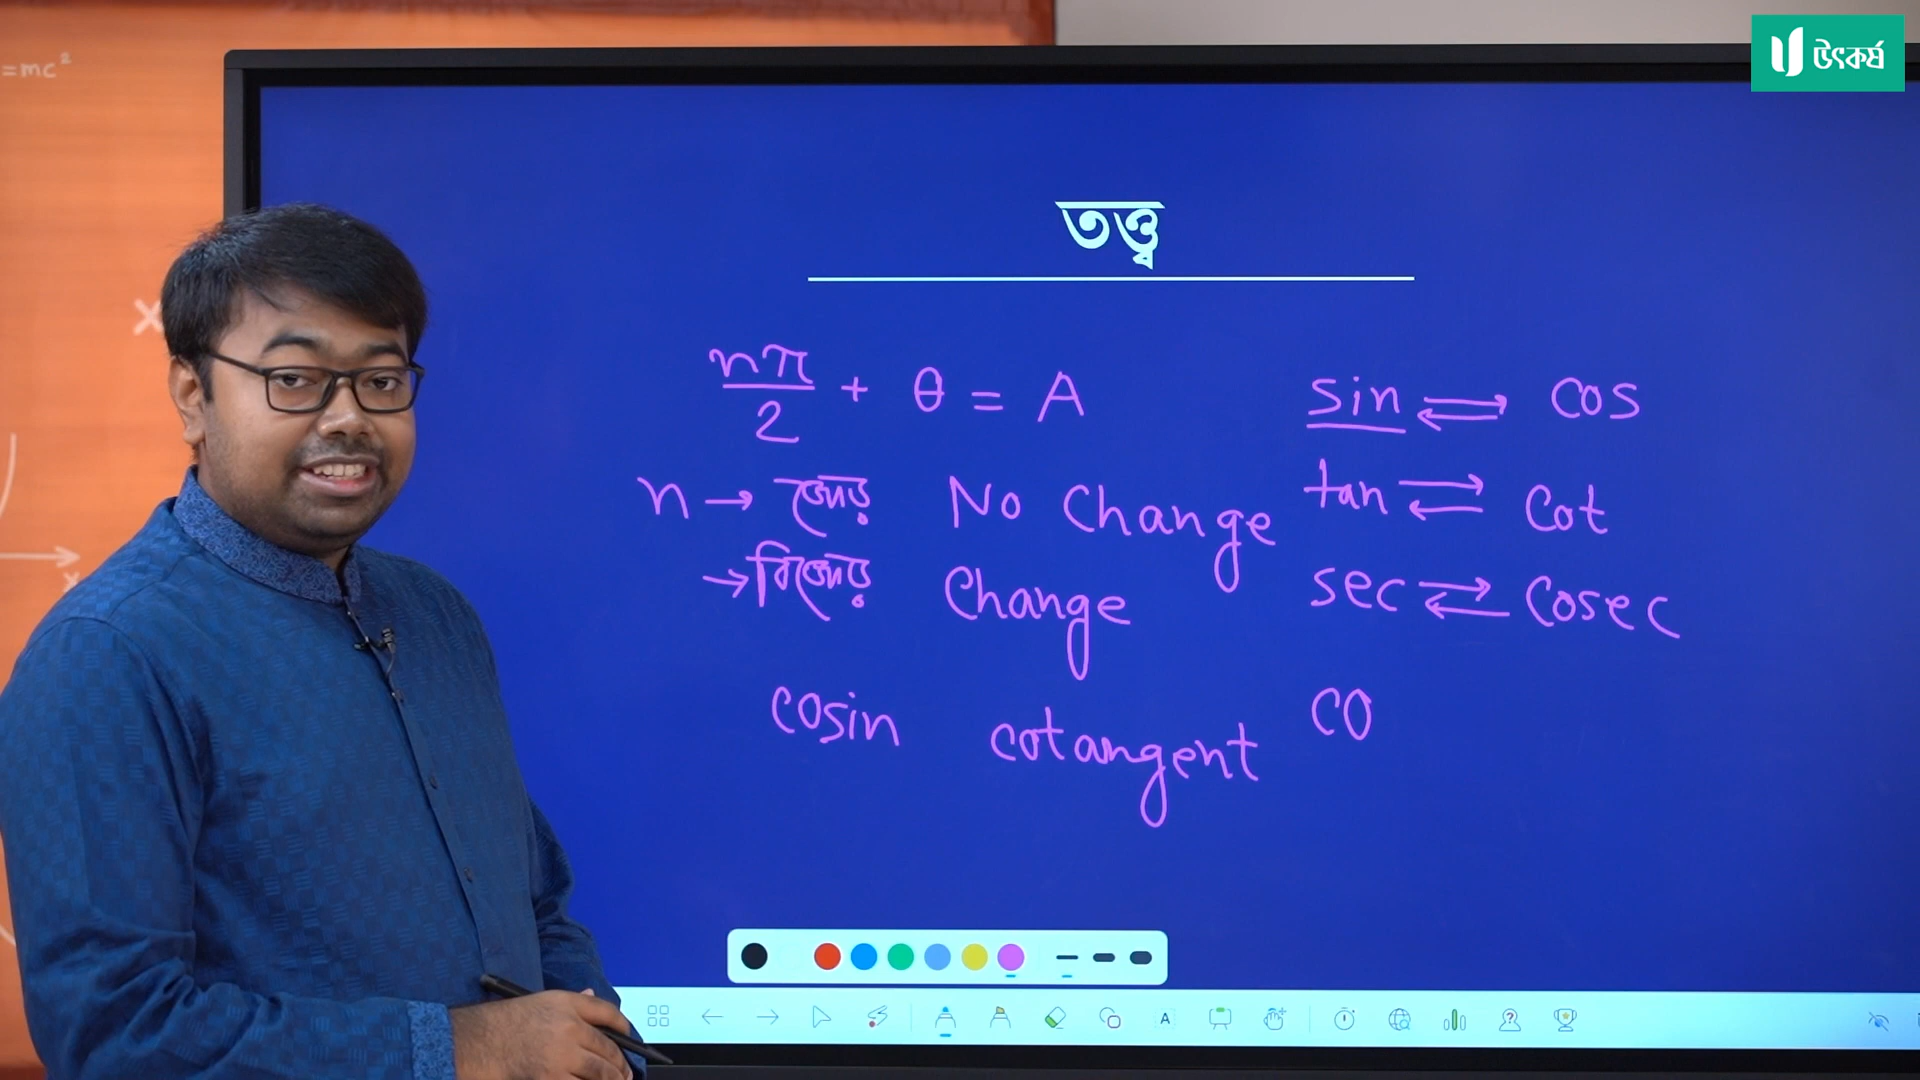 উৎকর্ষ
=mc²
তত্ত্ব
nπ/2 + θ = A
sin ⇌ cos
n → জোড় No Change
tan ⇌ cot
→ বিজোড় Change
sec ⇌ cosec
cosin cotangent co
x
x
A